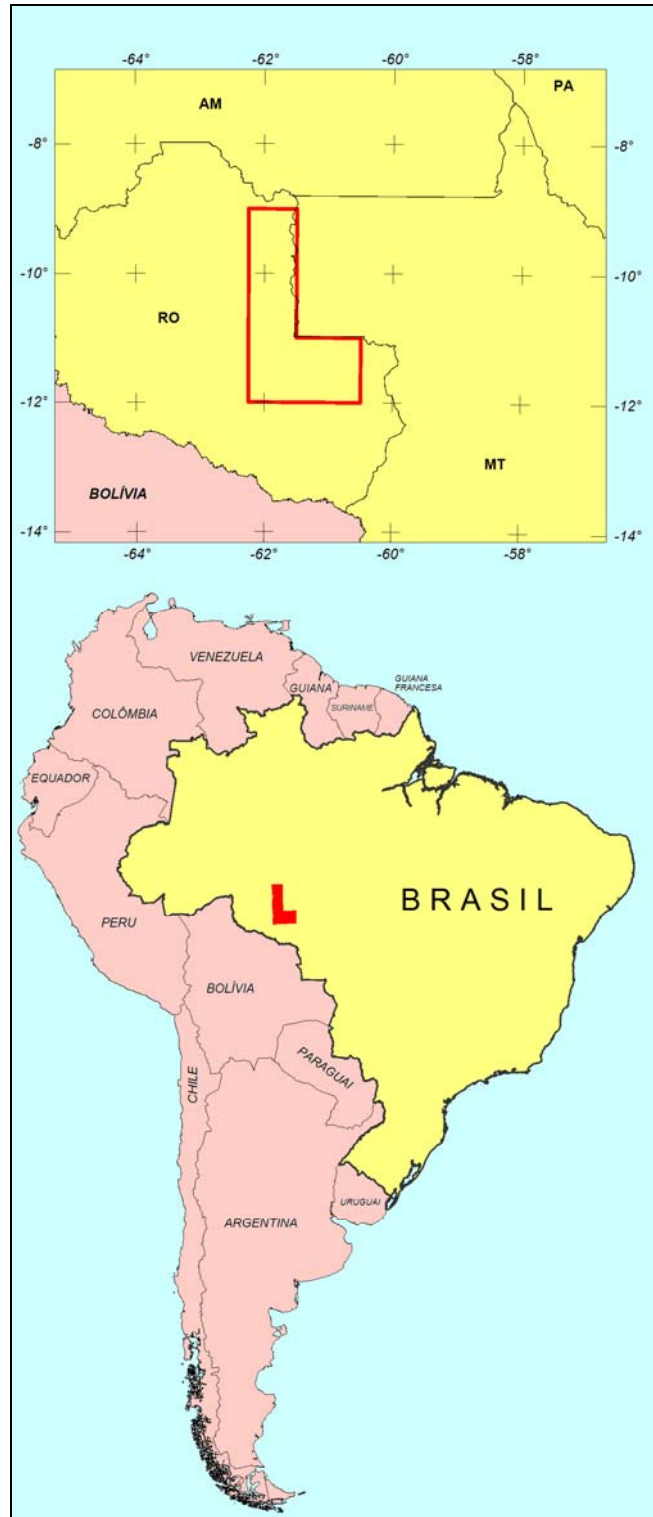 -64° -62° -60° -58°
PA
AM
-8° -8°
-10° -10°
RO
-12° -12°
MT
BOLÍVIA
-14° -14°
-64° -62° -60° -58°
VENEZUELA
GUIANA
GUIANA
FRANCESA
SURINAME
COLÔMBIA
EQUADOR
BRASIL
PERU
BOLÍVIA
PARAGUAI
CHILE
URUGUAI
ARGENTINA